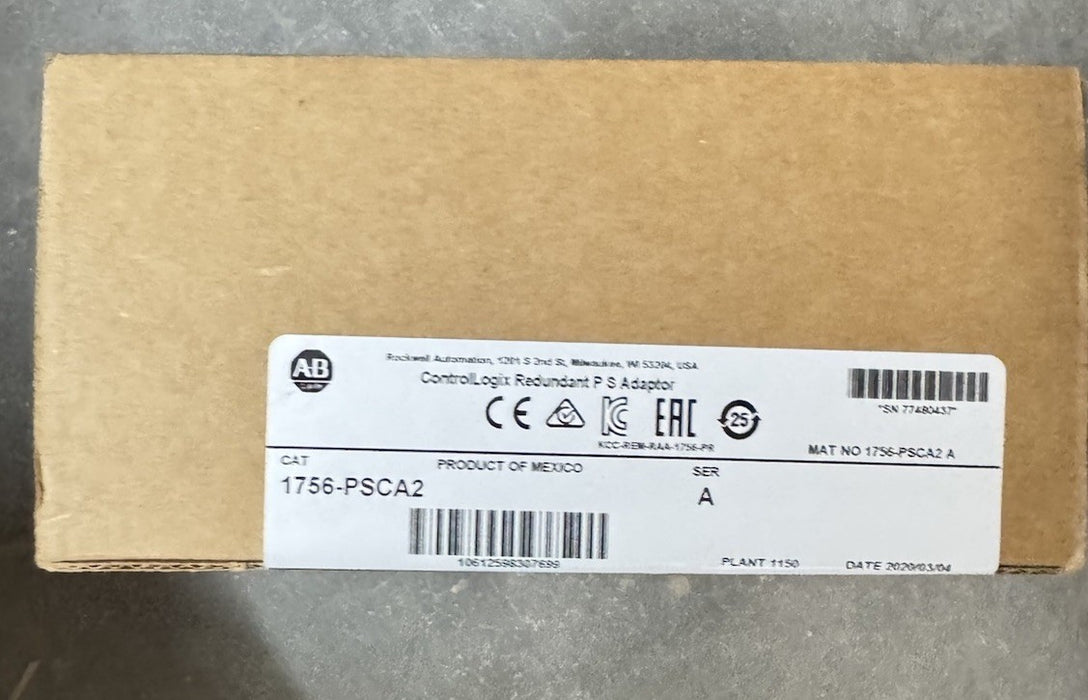 AB
Rockwell Automation, 1201 S 2nd St, Milwaukee, WI 53204, USA
ControlLogix Redundant P S Adaptor
CE EAC 25
KCC-REM-RAA-1756-PR
*SN 77480437*
MAT NO 1756-PSCA2 A
CAT PRODUCT OF MEXICO SER
1756-PSCA2 A
10612598307699
PLANT 1150 DATE 2020/03/04